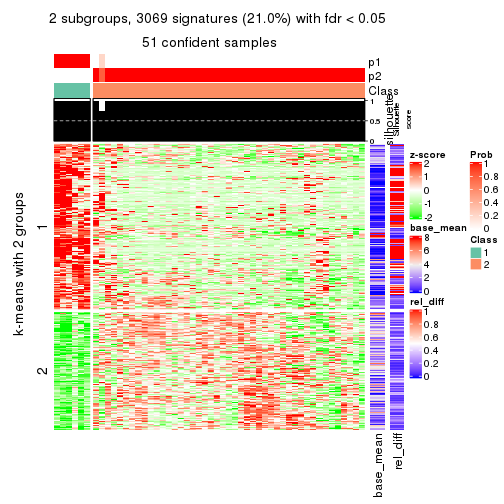 2 subgroups, 3069 signatures (21.0%) with fdr < 0.05
51 confident samples
p1
p2
Class
silhouette
Silhouette
score
1
0.5
0
k-means with 2 groups
1
2
z-score
2
1
0
-1
-2
base_mean
8
6
4
2
0
rel_diff
1
0.8
0.6
0.4
0.2
0
Prob
1
0.8
0.6
0.4
0.2
0
Class
1
2
base_mean
rel_diff